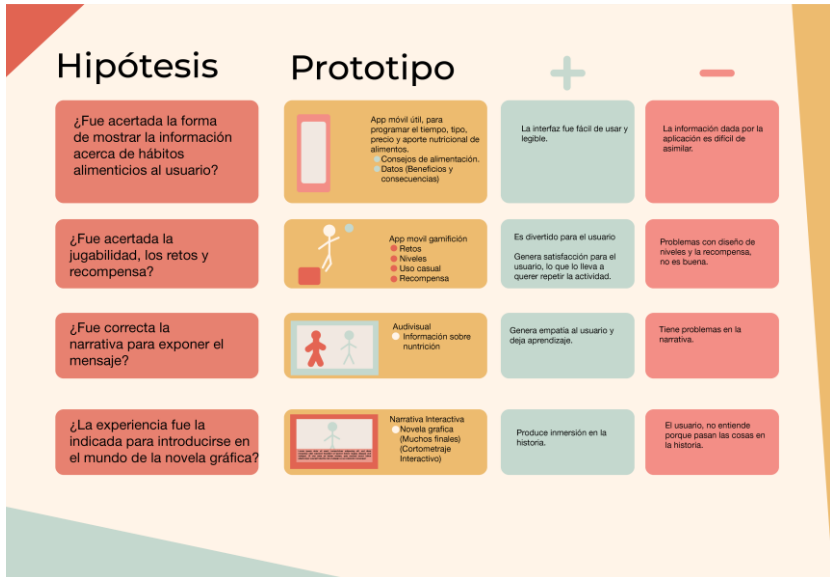 Hipótesis
Prototipo
+
−
¿Fue acertada la forma
de mostrar la información
acerca de hábitos
alimenticios al usuario?
App móvil útil, para
programar el tiempo, tipo,
precio y aporte nutricional de
alimentos.
Consejos de alimentación.
Datos (Beneficios y
consecuencias)
La interfaz fue fácil de usar y
legible.
La información dada por la
aplicación es difícil de
asimilar.
¿Fue acertada la
jugabilidad, los retos y
recompensa?
App movil gamifición
Retos
Niveles
Uso casual
Recompensa
Es divertido para el usuario
Genera satisfacción para el
usuario, lo que lo lleva a
querer repetir la actividad.
Problemas con diseño de
niveles y la recompensa,
no es buena.
¿Fue correcta la
narrativa para exponer el
mensaje?
Audivisual
Información sobre
nuntrición
Genera empatia al usuario y
deja aprendizaje.
Tiene problemas en la
narrativa.
¿La experiencia fue la
indicada para introducirse en
el mundo de la novela gráfica?
Narrativa Interactiva
Novela grafica
(Muchos finales)
(Cortometraje
Interactivo)
Produce inmersión en la
historia.
El usuario, no entiende
porque pasan las cosas en
la historia.